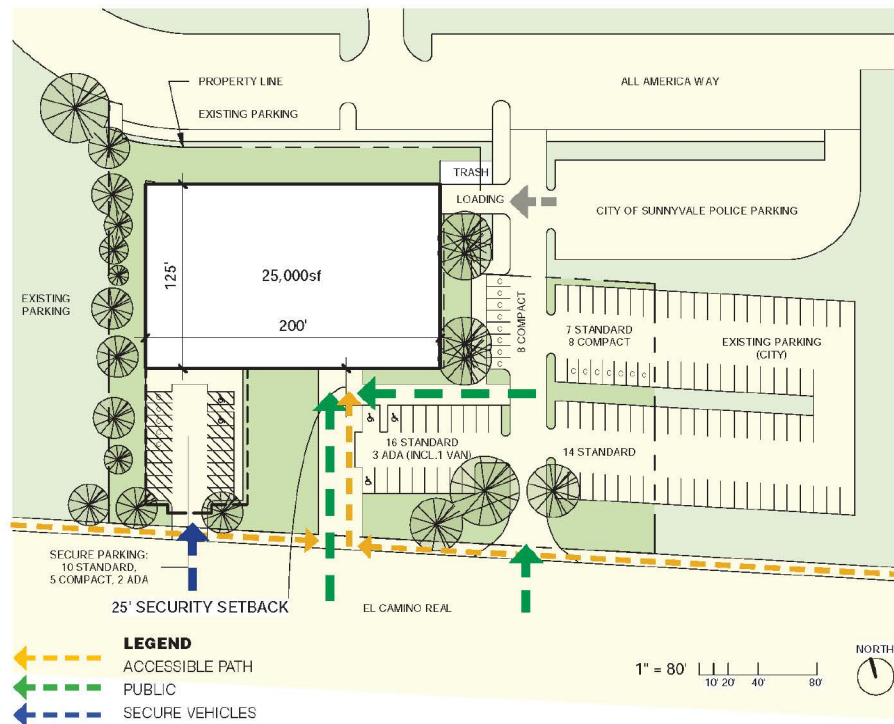 PROPERTY LINE
ALL AMERICA WAY
EXISTING PARKING
TRASH
LOADING
CITY OF SUNNYVALE POLICE PARKING
125'
25,000sf
200'
EXISTING
PARKING
8 COMPACT
7 STANDARD
8 COMPACT
EXISTING PARKING
(CITY)
C
C
C
C
C
C
C
C
C C C C C C C
16 STANDARD
3 ADA (INCL.1 VAN)
14 STANDARD
SECURE PARKING:
10 STANDARD,
5 COMPACT, 2 ADA
25' SECURITY SETBACK
EL CAMINO REAL
LEGEND
ACCESSIBLE PATH
PUBLIC
SECURE VEHICLES
1" = 80'
10' 20' 40' 80'
NORTH